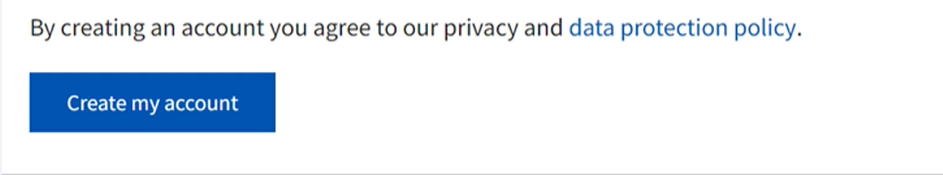 By creating an account you agree to our privacy and data protection policy.
Create my account